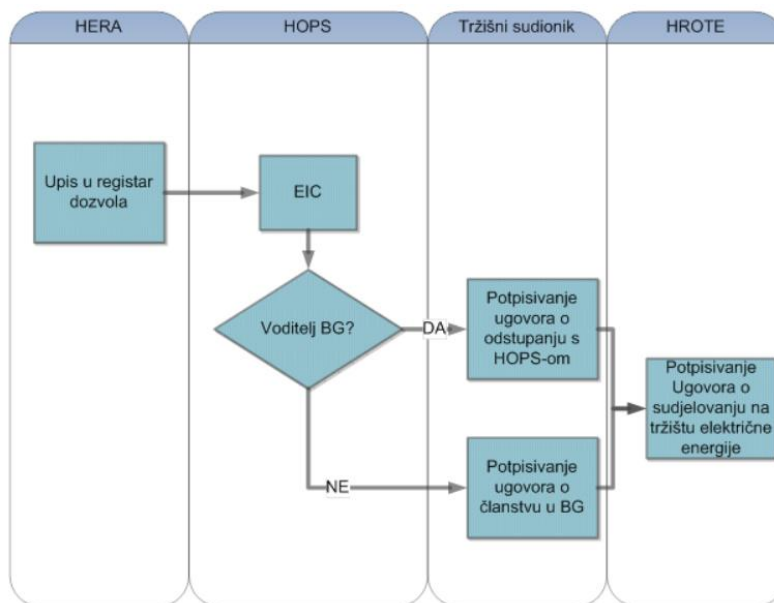 HERA
HOPS
Tržišni sudionik
HROTE
Upis u registar
dozvola
EIC
Voditelj BG?
DA
NE
Potpisivanje
ugovora o
odstupanju s
HOPS-om
Potpisivanje
ugovora o
članstvu u BG
Potpisivanje
Ugovora o
sudjelovanju na
tržištu električne
energije